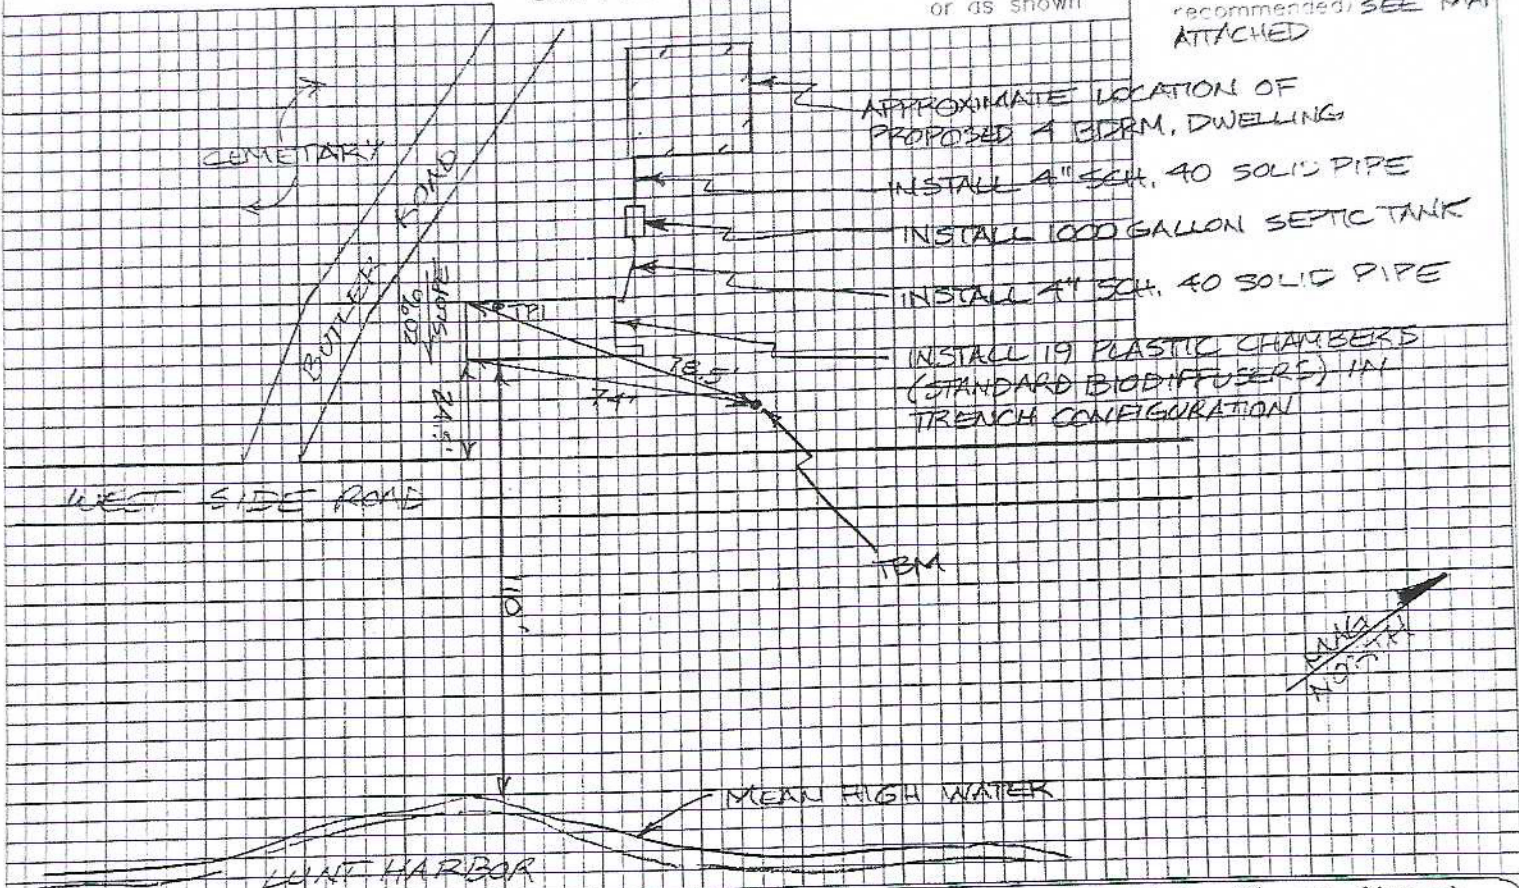 or as shown
recommended) SEE MAP
ATTACHED
APPROXIMATE LOCATION OF
PROPOSED 4 BDRM. DWELLING
INSTALL 4" SCH. 40 SOLID PIPE
INSTALL 1000 GALLON SEPTIC TANK
INSTALL 4" SCH. 40 SOLID PIPE
INSTALL 19 PLASTIC CHAMBERS
(STANDARD BIODIFFUSERS) IN
TRENCH CONFIGURATION
CEMETARY
BUTLER ROAD
20%
SLOPE
TP1
78.5'
74'
WEST SIDE ROAD
TBM
110'
NORTH
MEAN HIGH WATER
LUNT HARBOR